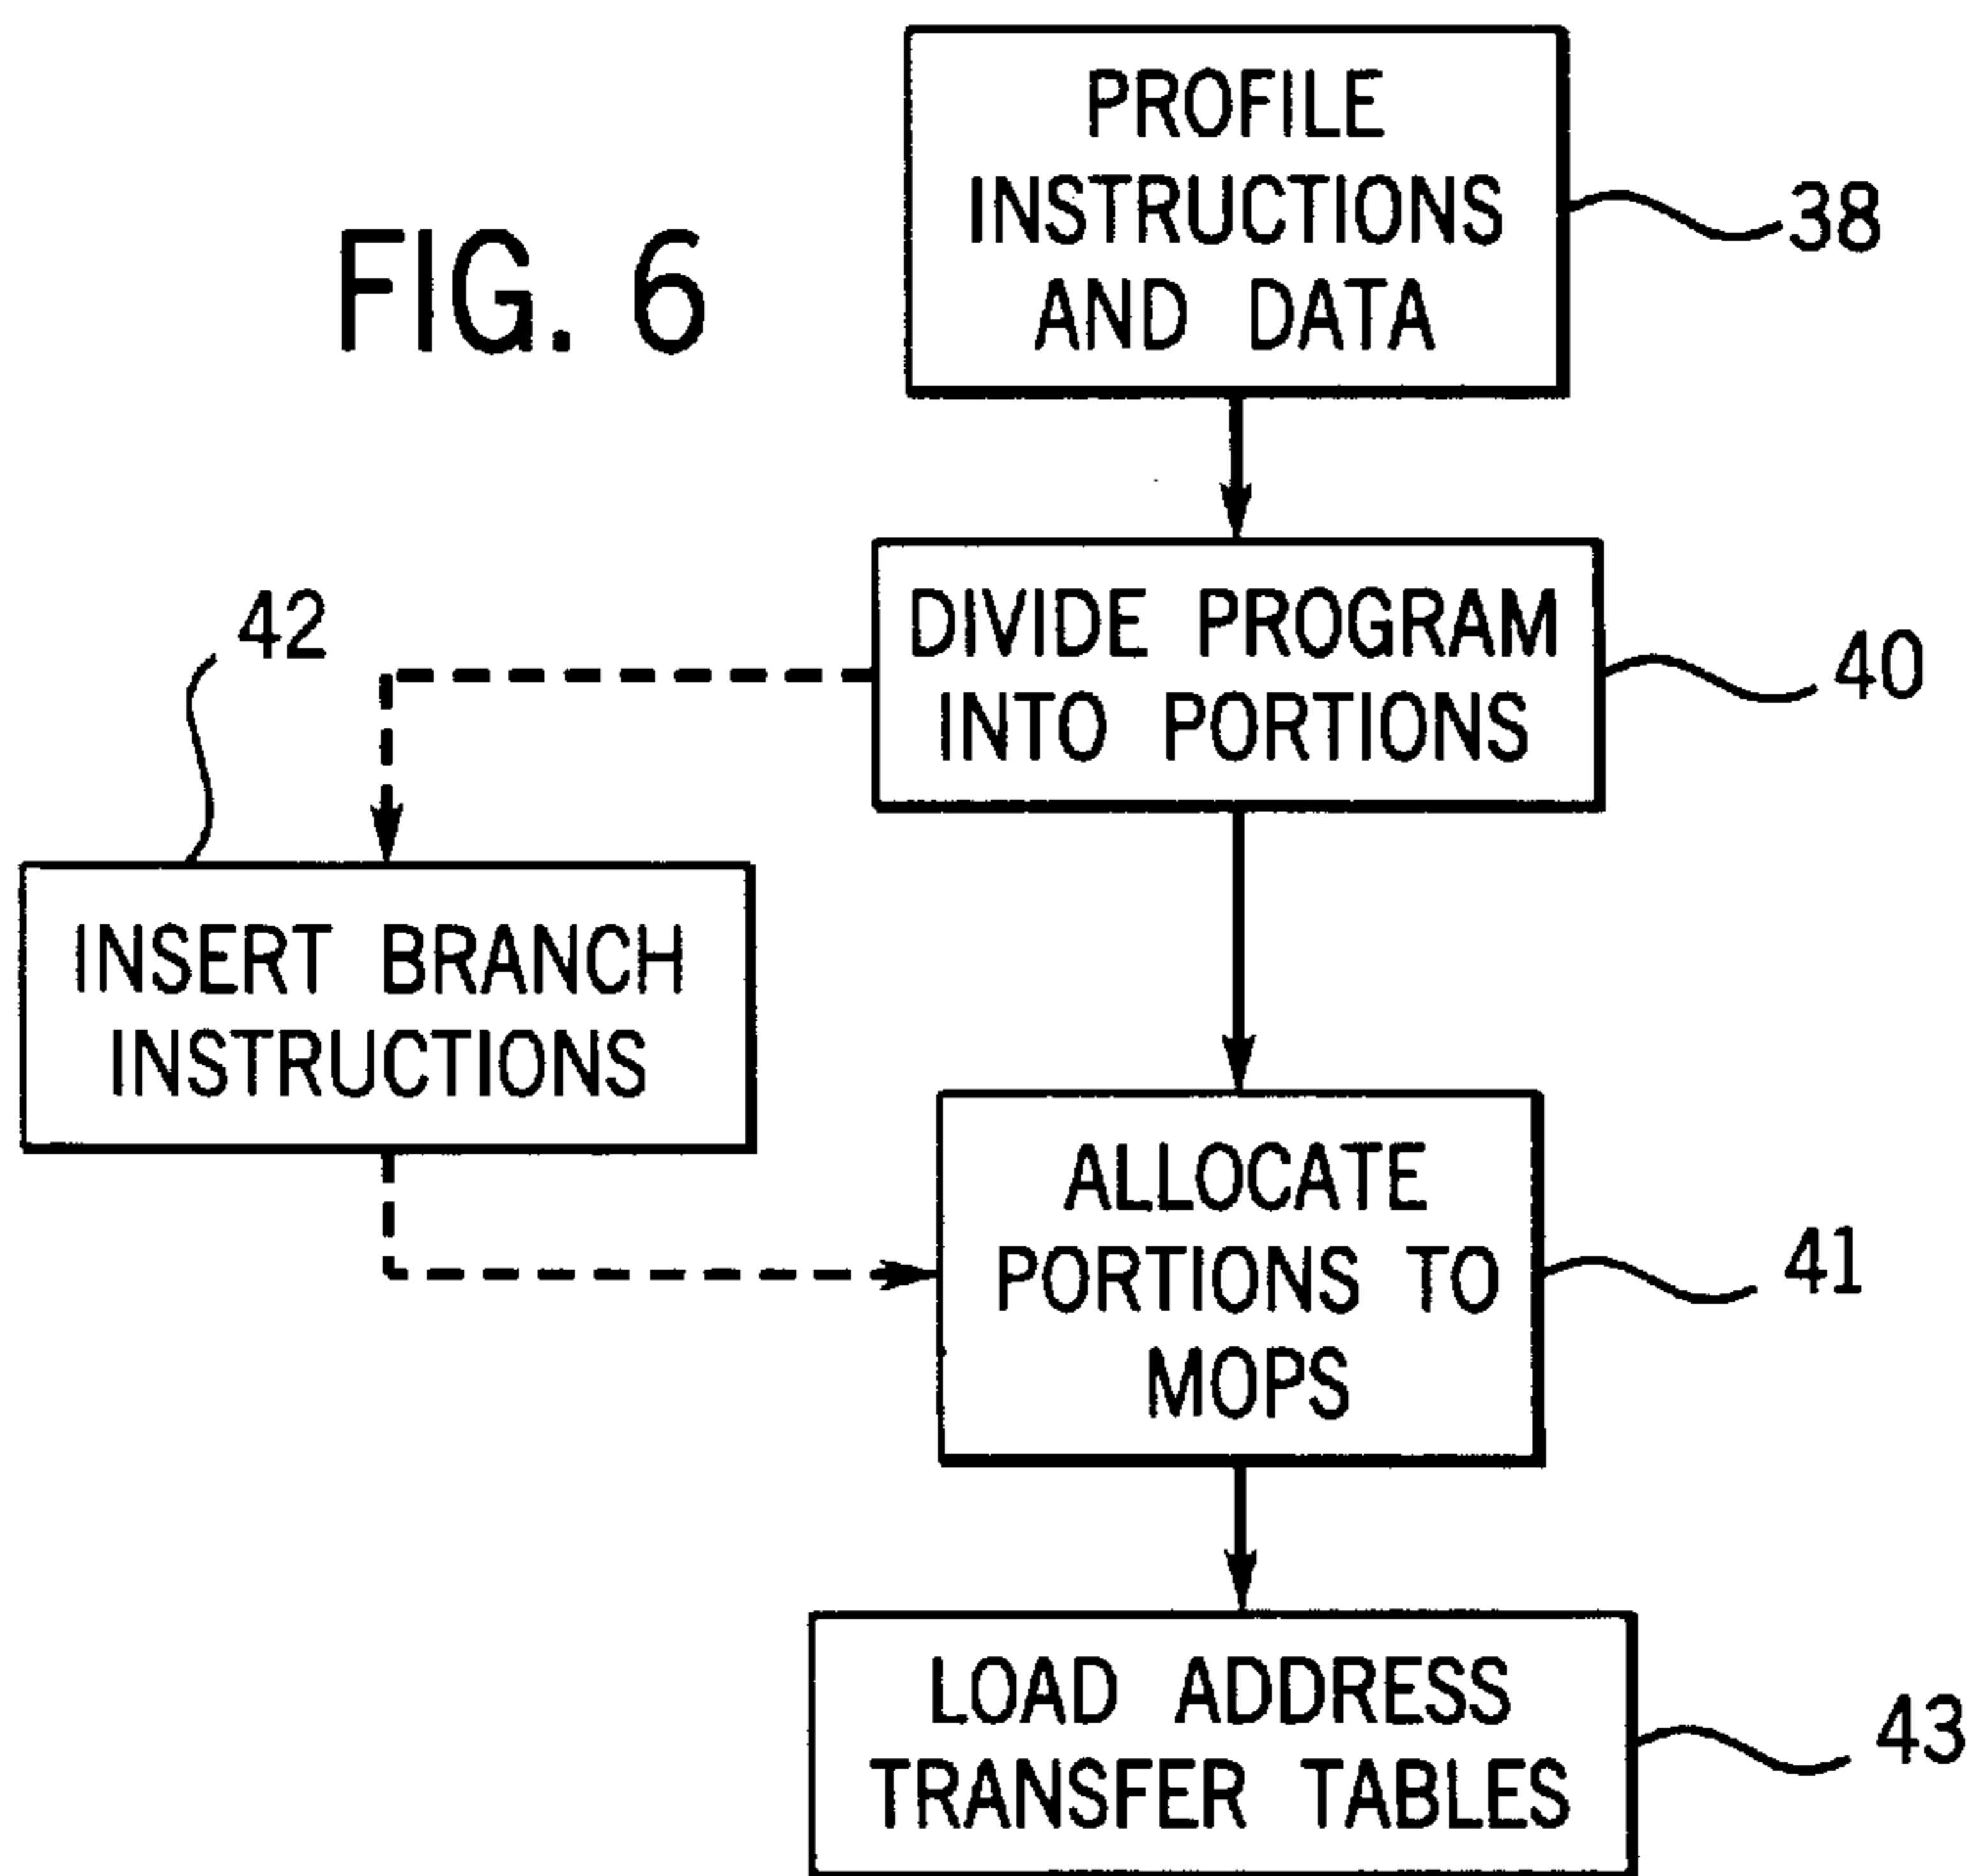 FIG. 6
PROFILE
INSTRUCTIONS
AND DATA
38
DIVIDE PROGRAM
INTO PORTIONS
40
42
INSERT BRANCH
INSTRUCTIONS
ALLOCATE
PORTIONS TO
MOPS
41
LOAD ADDRESS
TRANSFER TABLES
43